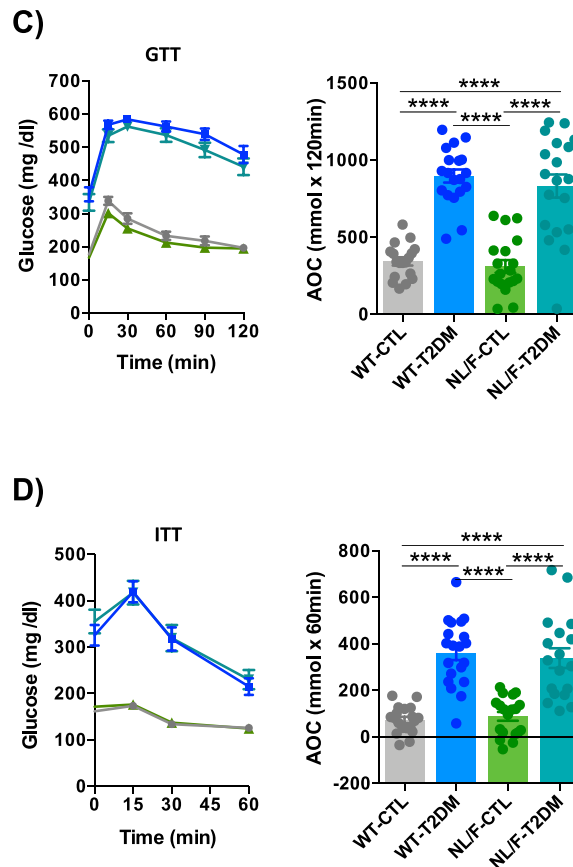 C)
GTT
Glucose (mg /dl)
700
600
500
400
300
200
100
0
0 30 60 90 120
Time (min)
AOC (mmol x 120min)
1500
1000
500
0
****
**** ****
****
WT-CTL
WT-T2DM
NL/F-CTL
NL/F-T2DM
D)
ITT
Glucose (mg /dl)
500
400
300
200
100
0
0 15 30 45 60
Time (min)
AOC (mmol x 60min)
800
600
400
200
0
-200
****
**** ****
****
WT-CTL
WT-T2DM
NL/F-CTL
NL/F-T2DM